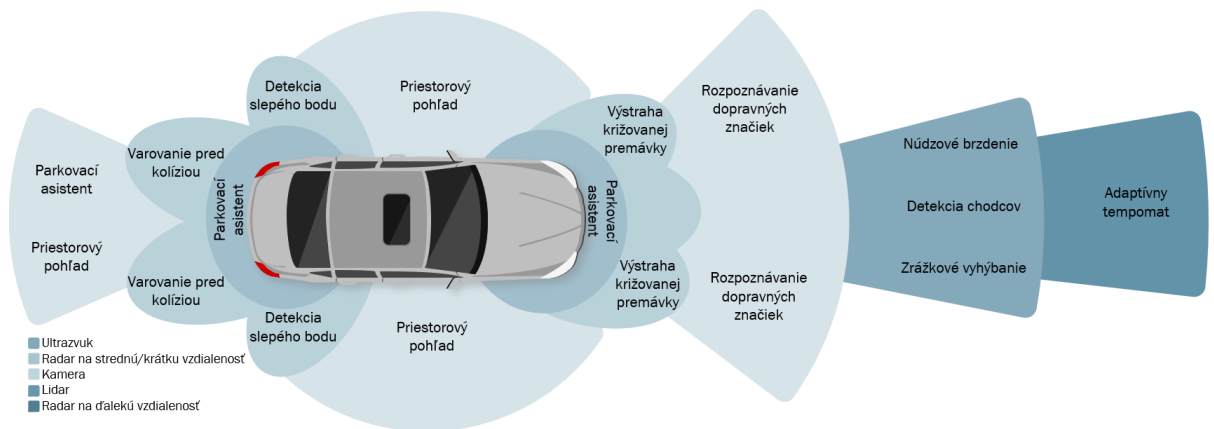 Parkovací
asistent
Priestorový
pohľad
Varovanie pred
kolíziou
Varovanie pred
kolíziou
Detekcia
slepého bodu
Parkovací
asistent
Detekcia
slepého bodu
Priestorový
pohľad
Priestorový
pohľad
Výstraha
križovanej
premávky
Parkovací
asistent
Výstraha
križovanej
premávky
Rozpoznávanie
dopravných
značiek
Rozpoznávanie
dopravných
značiek
Núdzové brzdenie
Detekcia chodcov
Zrážkové vyhýbanie
Adaptívny
tempomat
Ultrazvuk
Radar na strednú/krátku vzdialenosť
Kamera
Lidar
Radar na ďalekú vzdialenosť